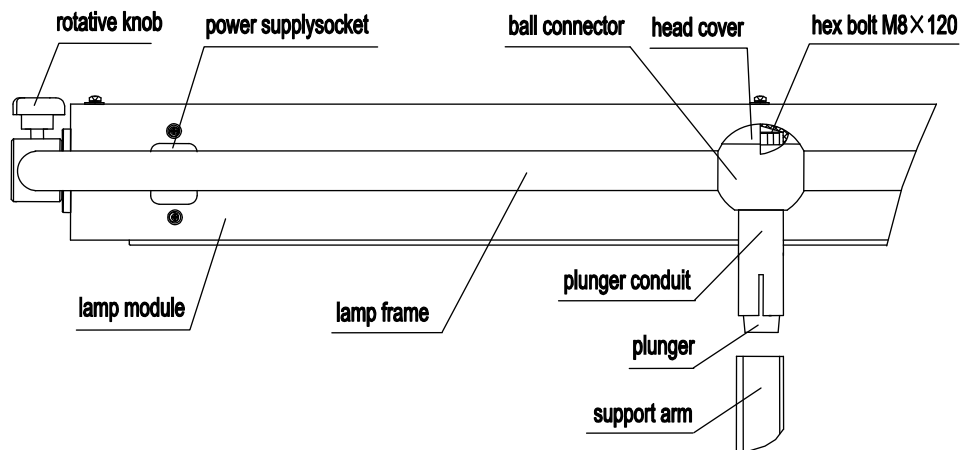 rotative knob
power supplysocket
ball connector
head cover
hex bolt M8×120
lamp module
lamp frame
plunger conduit
plunger
support arm